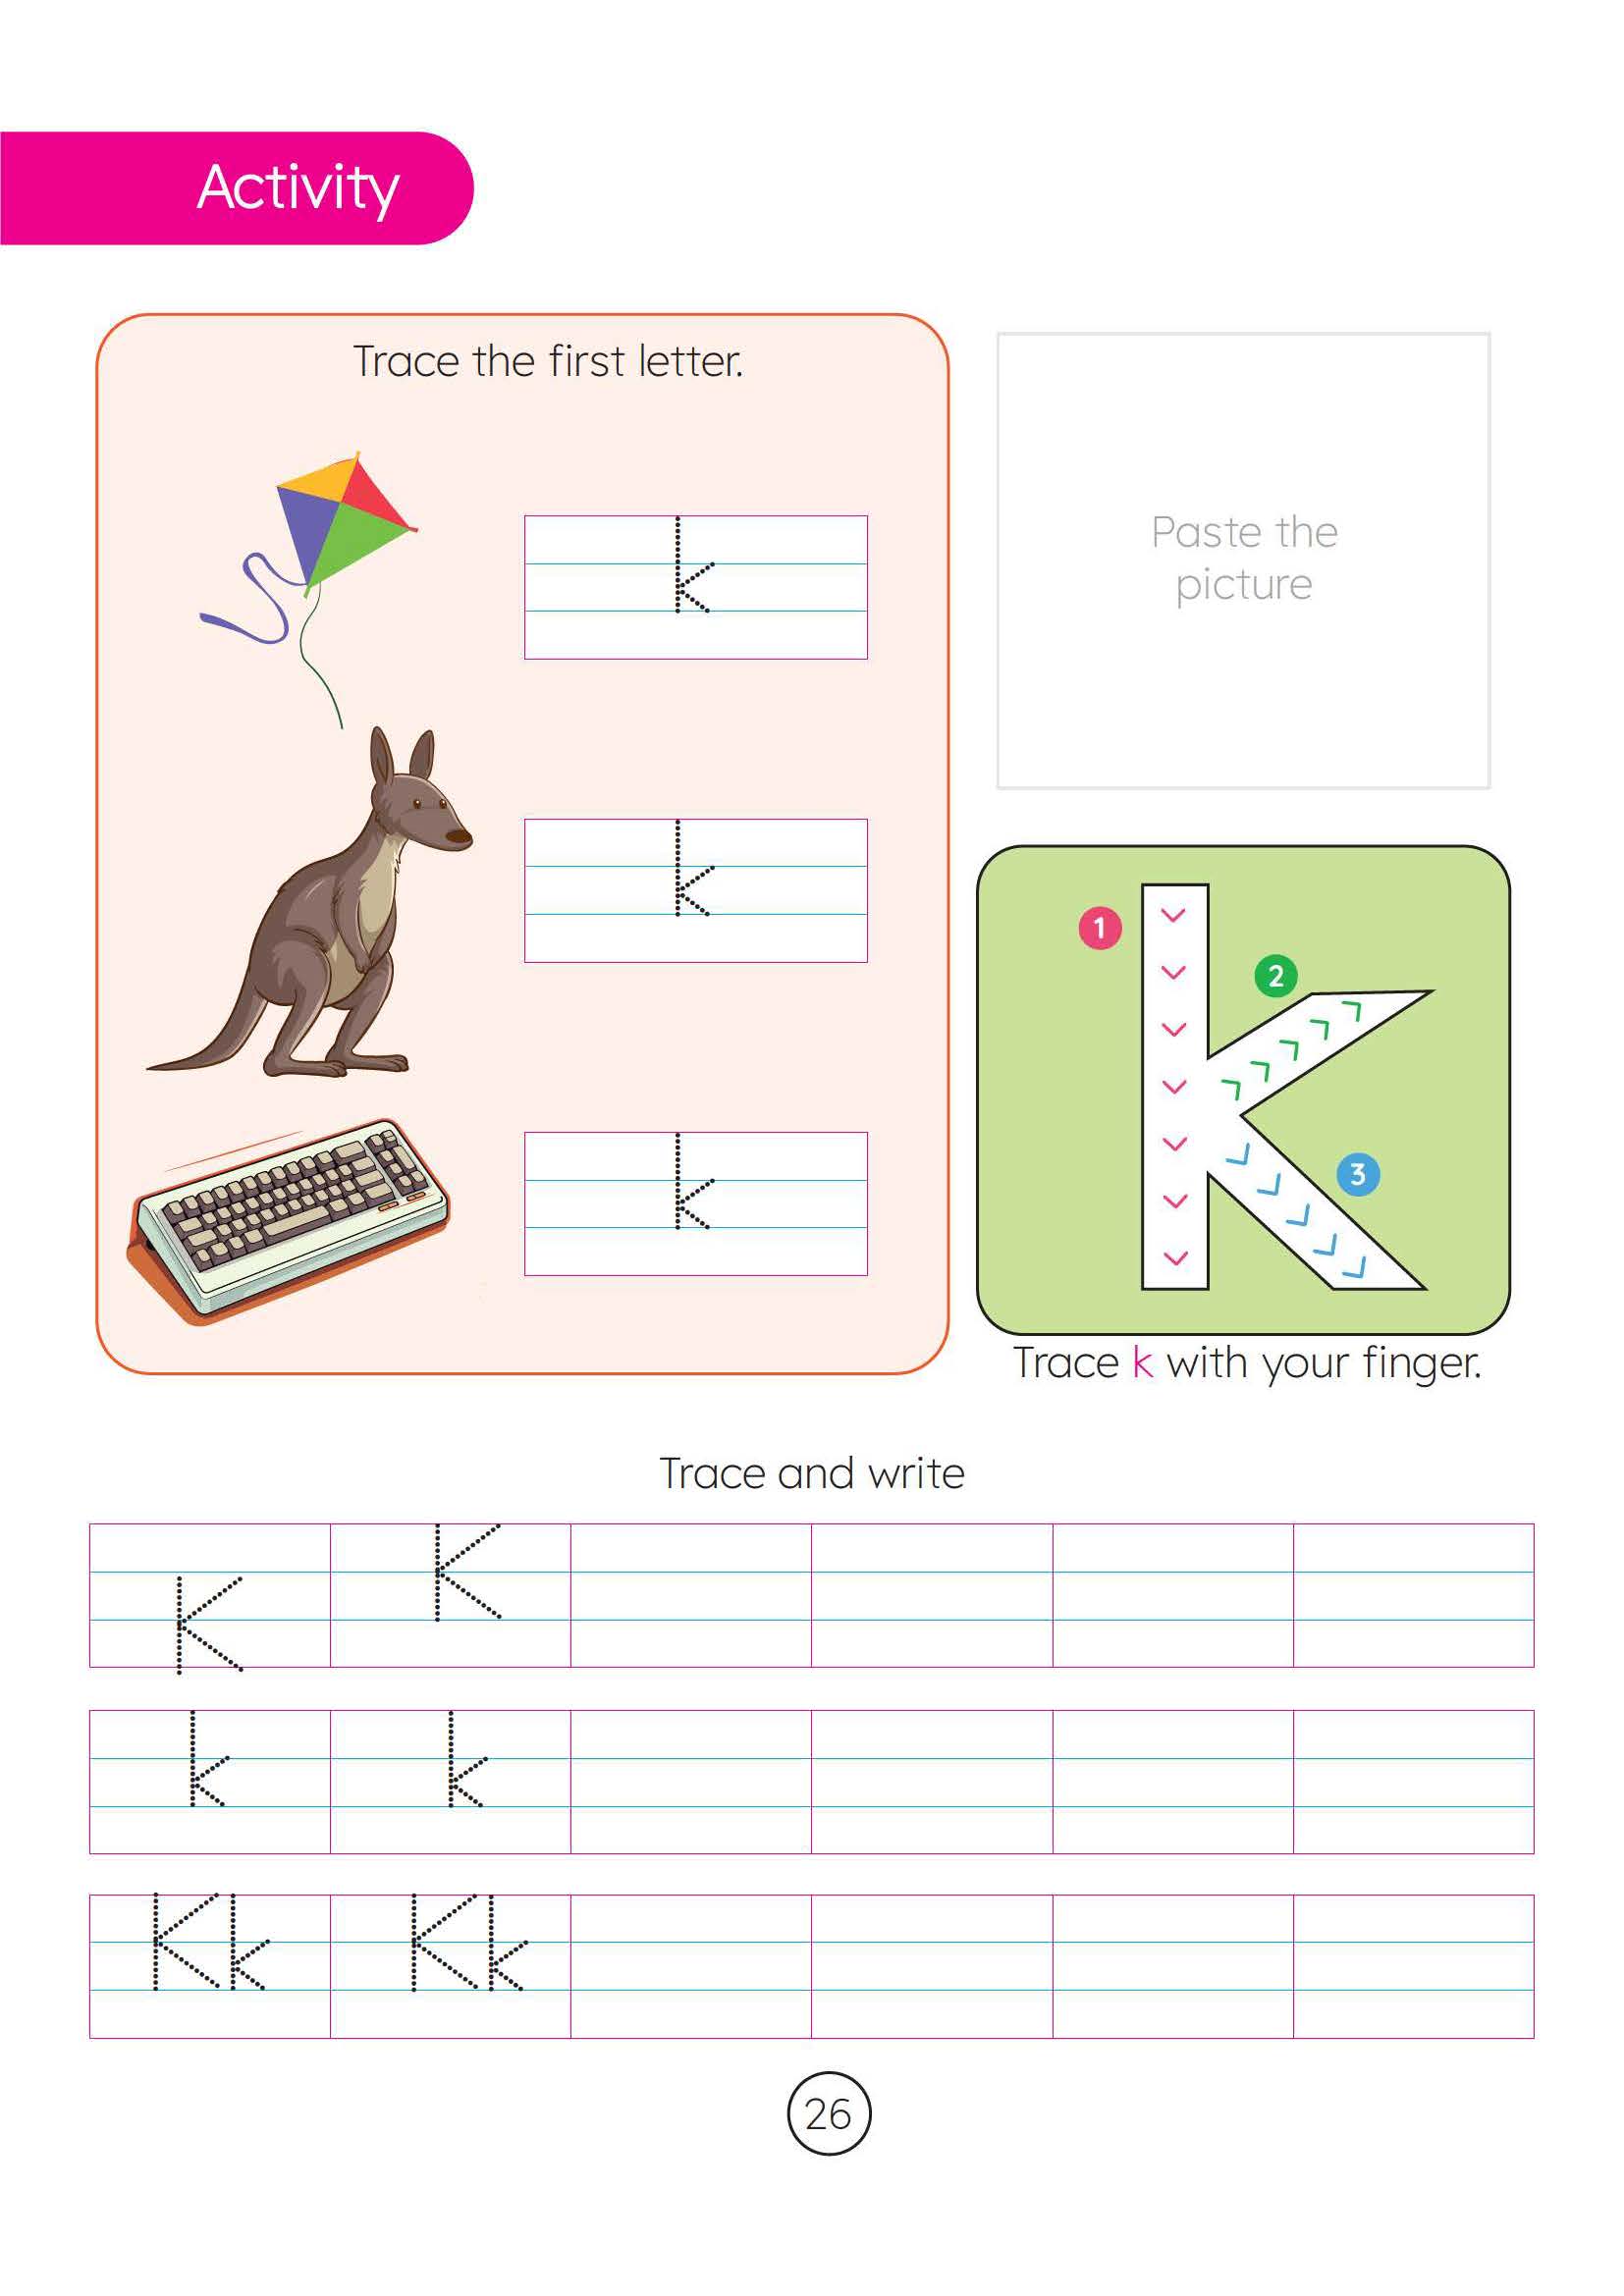 Activity
Trace the first letter.
k
k
k
Paste the
picture
1
2
3
Trace k with your finger.
Trace and write
K K
k k
Kk Kk
26